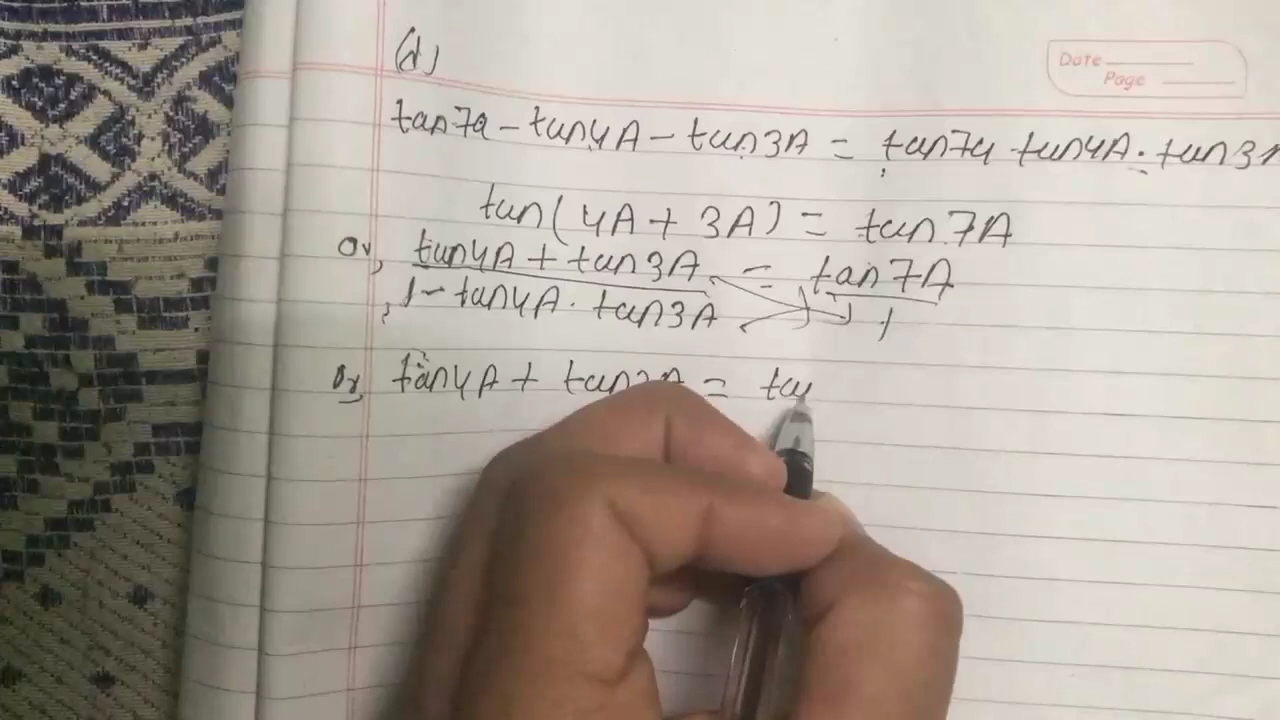 (d)
Date
Page
tan7a - tan4A - tan3A = tan7a tan4A · tan3A
tan(4A + 3A) = tan7A
or, tan4A + tan3A = tan7A
1 - tan4A · tan3A 1
or, tan4A + tan3A = ta